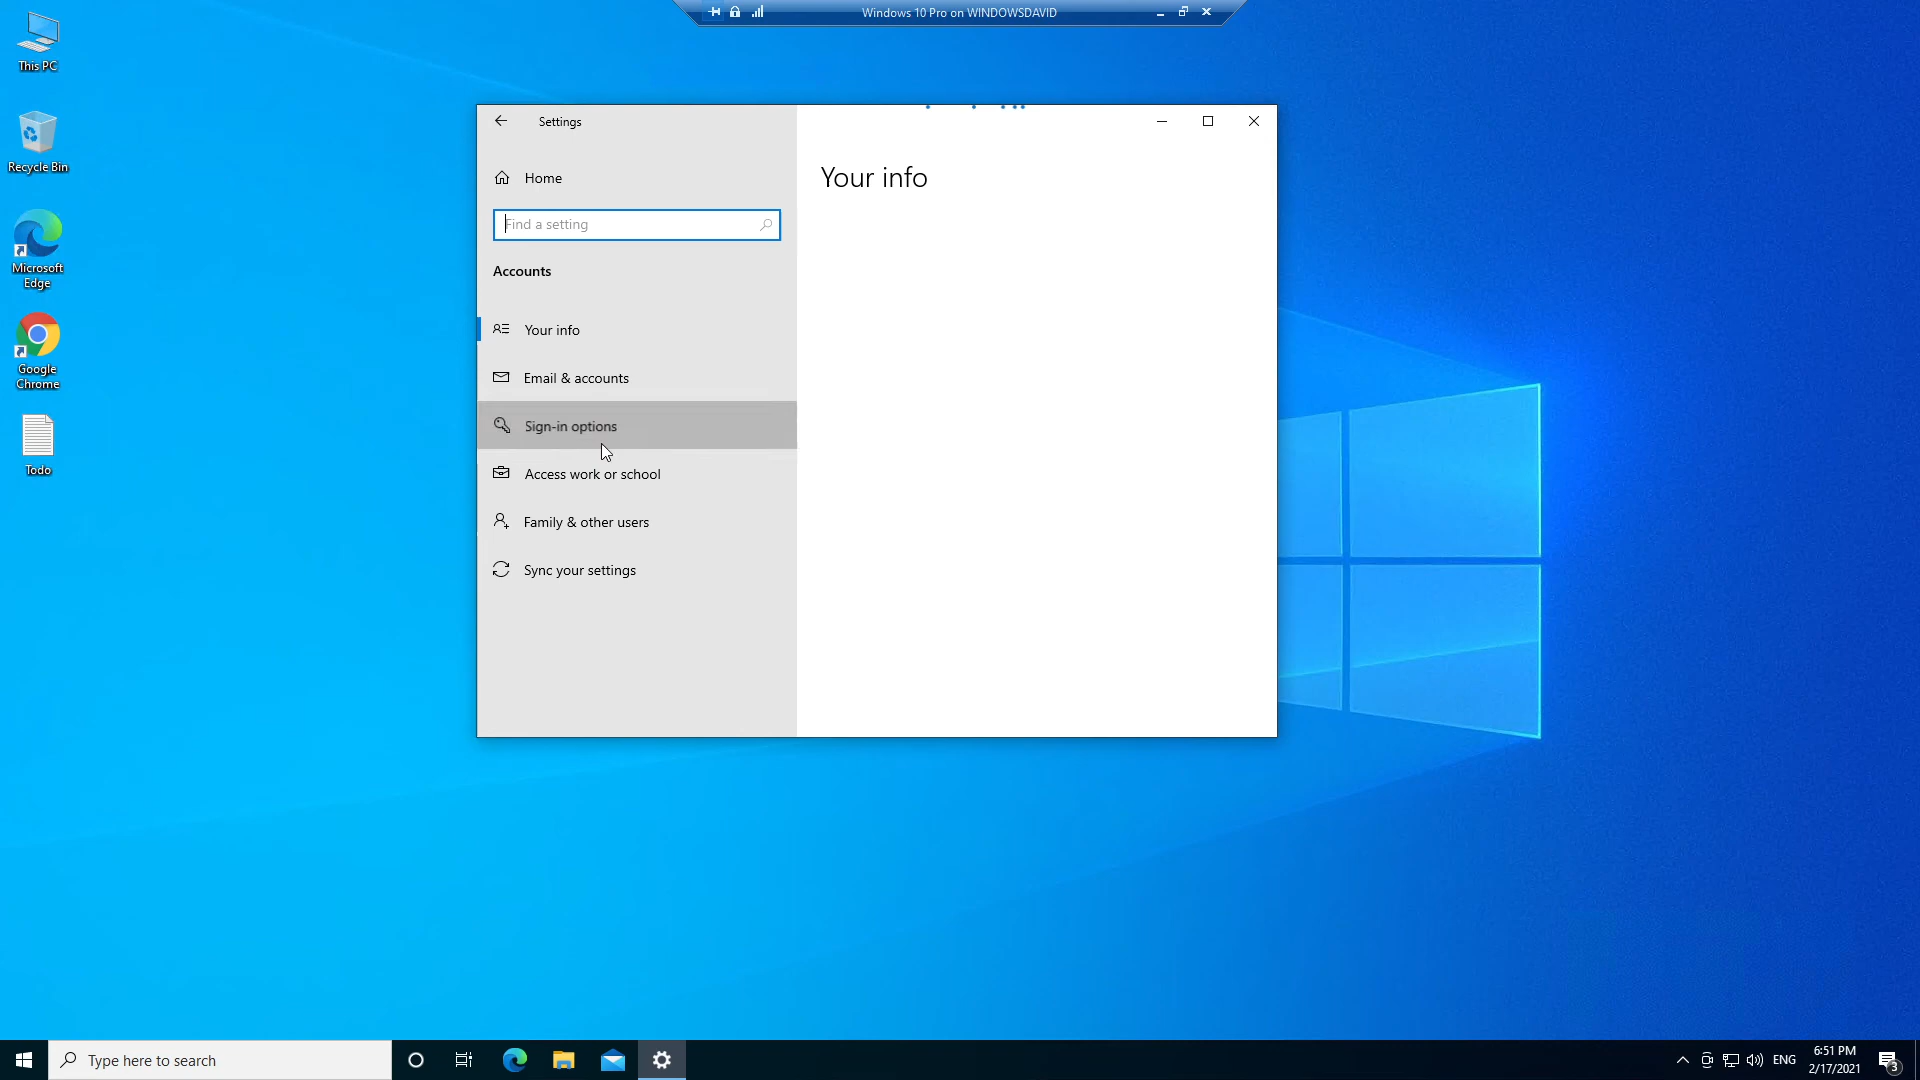 Windows 10 Pro on WINDOWSDAVID
This PC
Recycle Bin
Microsoft
Edge
Google
Chrome
Todo
Settings
Home
Find a setting
Accounts
Your info
Email & accounts
Sign-in options
Access work or school
Family & other users
Sync your settings
Your info
Type here to search
ENG
6:51 PM
2/17/2021
3